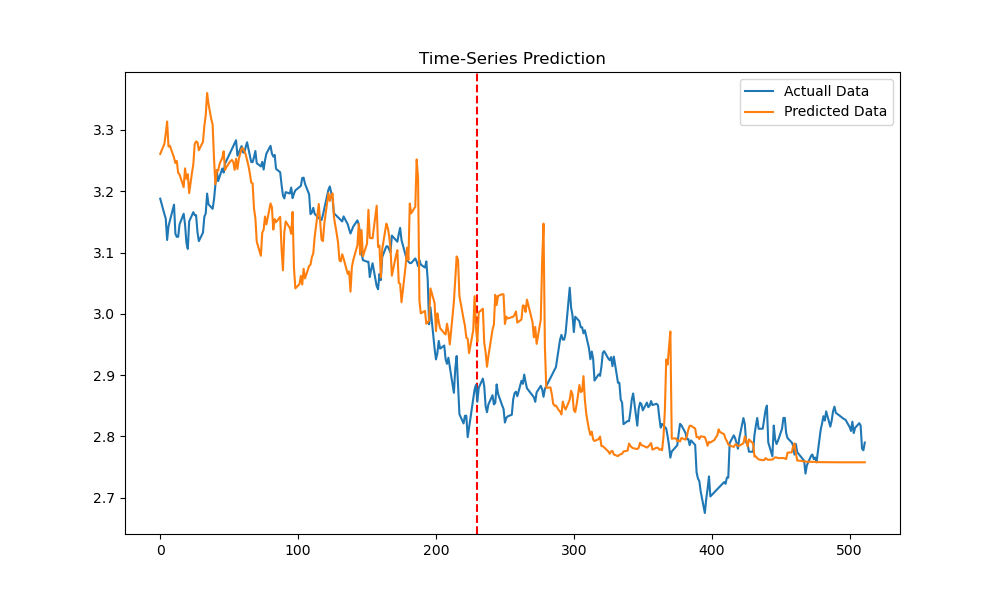 Time-Series Prediction
Actuall Data
Predicted Data
3.3
3.2
3.1
3.0
2.9
2.8
2.7
0 100 200 300 400 500